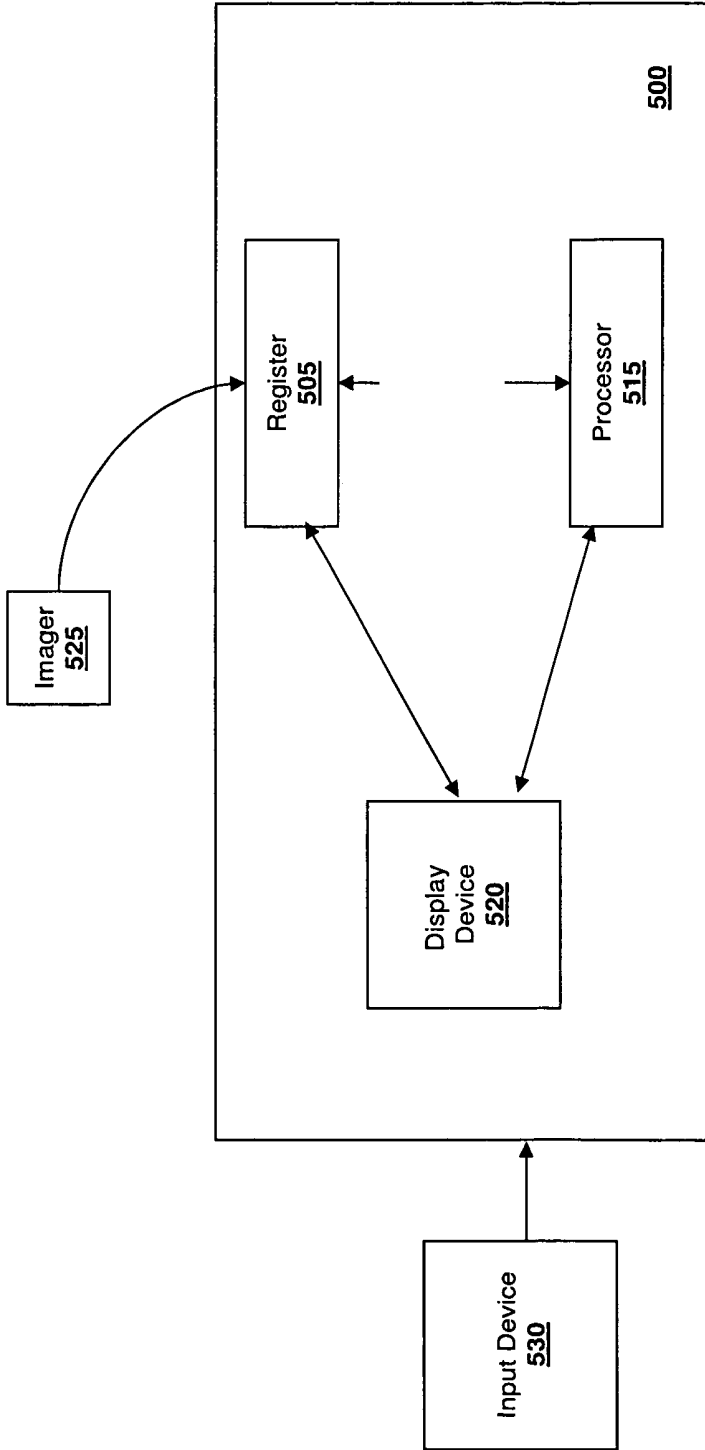 Imager
525
Register
505
Processor
515
500
Display
Device
520
Input Device
530